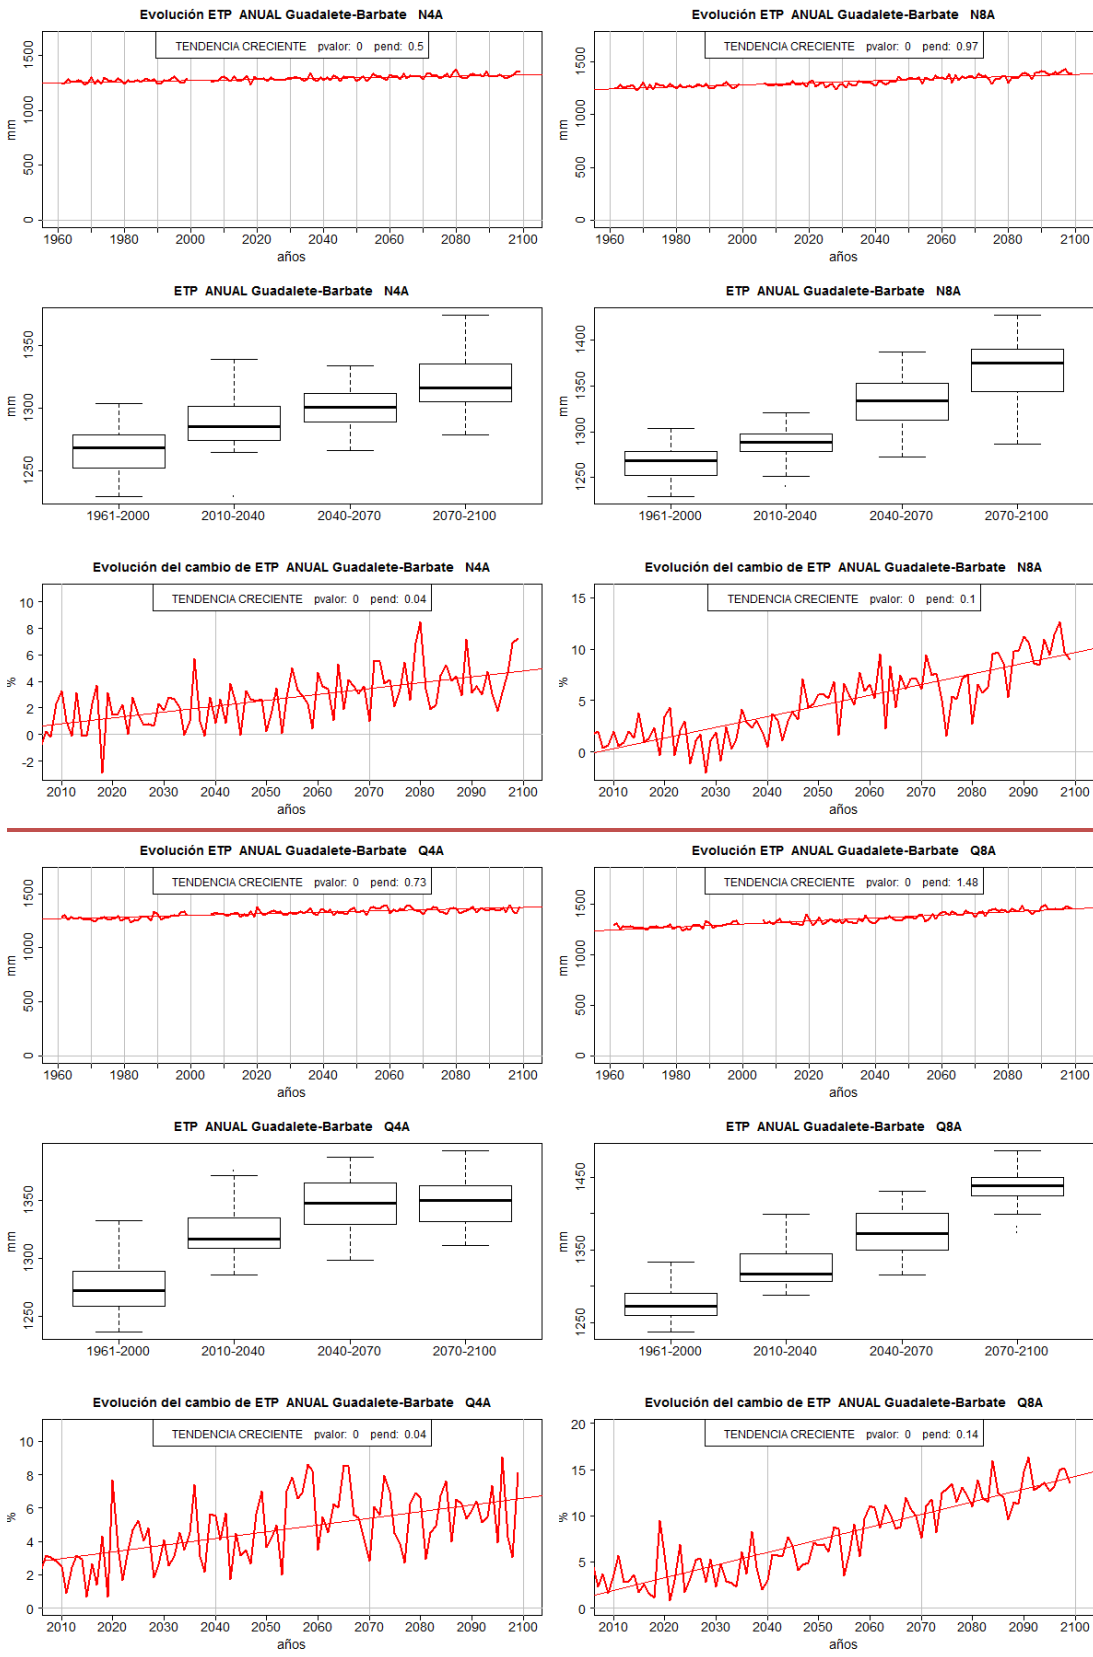 Evolución ETP ANUAL Guadalete-Barbate N4A
TENDENCIA CRECIENTE pvalor: 0 pend: 0.5
mm
0 500 1000 1500
1960 1980 2000 2020 2040 2060 2080 2100
años
Evolución ETP ANUAL Guadalete-Barbate N8A
TENDENCIA CRECIENTE pvalor: 0 pend: 0.97
mm
0 500 1000 1500
1960 1980 2000 2020 2040 2060 2080 2100
años
ETP ANUAL Guadalete-Barbate N4A
mm
1250 1300 1350
1961-2000 2010-2040 2040-2070 2070-2100
ETP ANUAL Guadalete-Barbate N8A
mm
1250 1300 1350 1400
1961-2000 2010-2040 2040-2070 2070-2100
Evolución del cambio de ETP ANUAL Guadalete-Barbate N4A
TENDENCIA CRECIENTE pvalor: 0 pend: 0.04
%
-2 0 2 4 6 8 10
2010 2020 2030 2040 2050 2060 2070 2080 2090 2100
años
Evolución del cambio de ETP ANUAL Guadalete-Barbate N8A
TENDENCIA CRECIENTE pvalor: 0 pend: 0.1
%
0 5 10 15
2010 2020 2030 2040 2050 2060 2070 2080 2090 2100
años
Evolución ETP ANUAL Guadalete-Barbate Q4A
TENDENCIA CRECIENTE pvalor: 0 pend: 0.73
mm
0 500 1000 1500
1960 1980 2000 2020 2040 2060 2080 2100
años
Evolución ETP ANUAL Guadalete-Barbate Q8A
TENDENCIA CRECIENTE pvalor: 0 pend: 1.48
mm
0 500 1000 1500
1960 1980 2000 2020 2040 2060 2080 2100
años
ETP ANUAL Guadalete-Barbate Q4A
mm
1250 1300 1350
1961-2000 2010-2040 2040-2070 2070-2100
ETP ANUAL Guadalete-Barbate Q8A
mm
1250 1350 1450
1961-2000 2010-2040 2040-2070 2070-2100
Evolución del cambio de ETP ANUAL Guadalete-Barbate Q4A
TENDENCIA CRECIENTE pvalor: 0 pend: 0.04
%
0 2 4 6 8 10
2010 2020 2030 2040 2050 2060 2070 2080 2090 2100
años
Evolución del cambio de ETP ANUAL Guadalete-Barbate Q8A
TENDENCIA CRECIENTE pvalor: 0 pend: 0.14
%
0 5 10 15 20
2010 2020 2030 2040 2050 2060 2070 2080 2090 2100
años